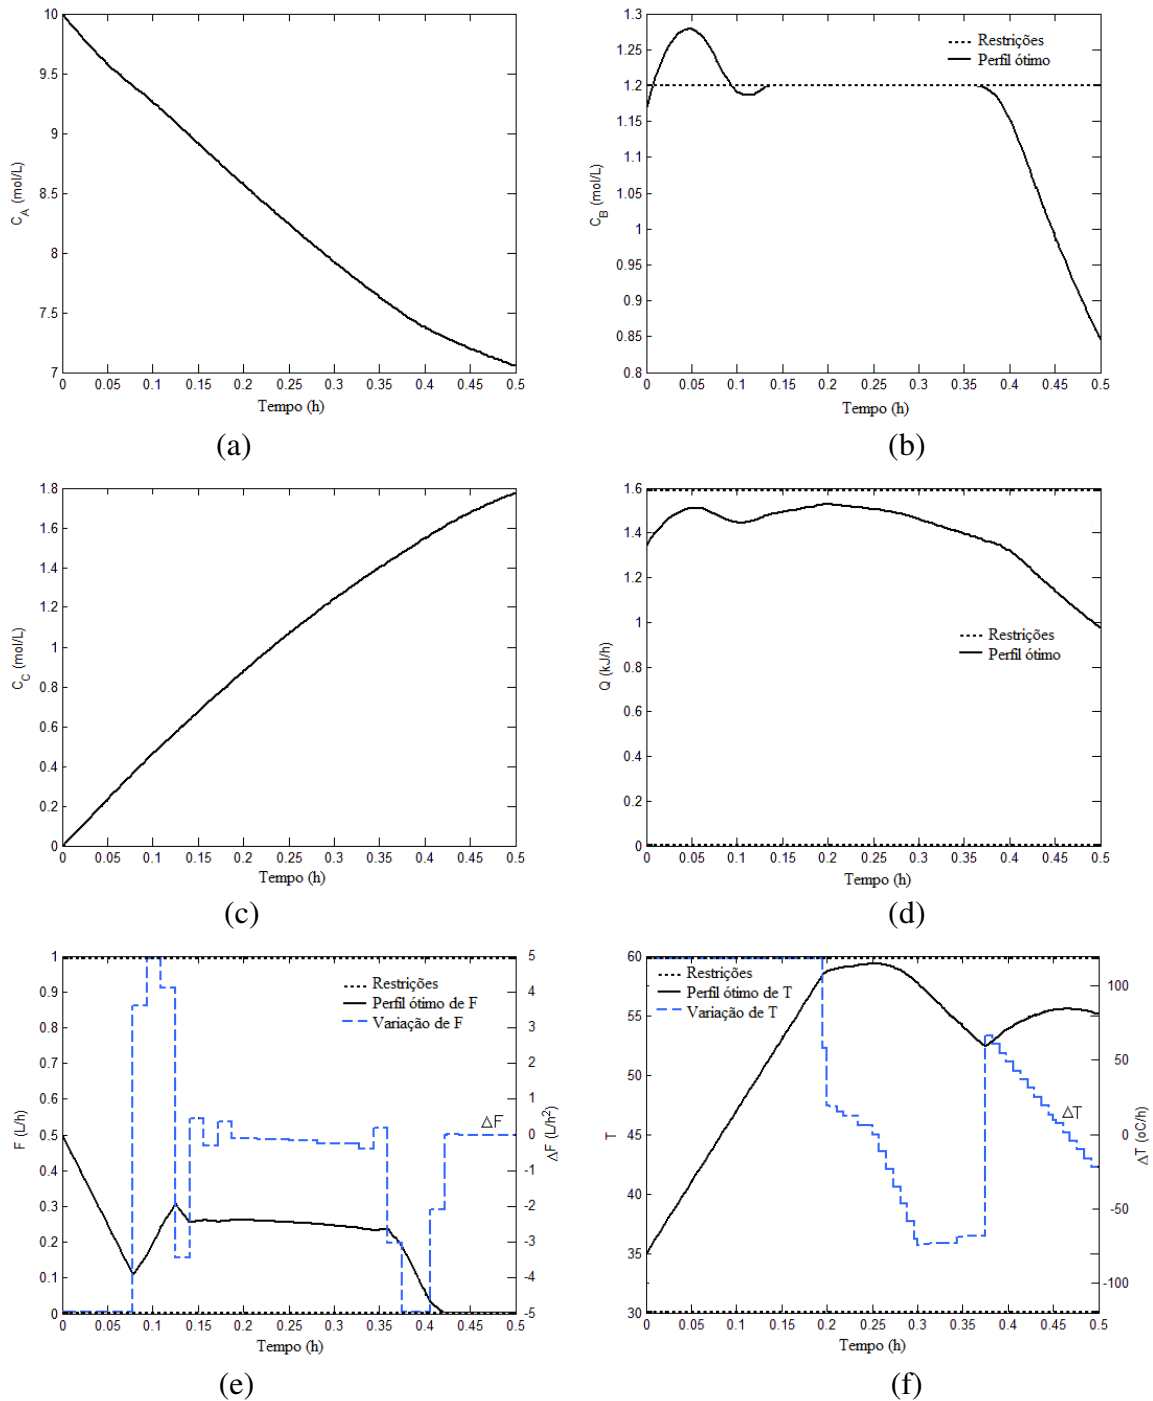 10
9.5
9
8.5
8
7.5
7
C_A (mol/L)
0 0.05 0.1 0.15 0.2 0.25 0.3 0.35 0.4 0.45 0.5
Tempo (h)
(a)
1.3
1.25
1.2
1.15
1.1
1.05
1
0.95
0.9
0.85
0.8
C_B (mol/L)
Restrições
Perfil ótimo
0 0.05 0.1 0.15 0.2 0.25 0.3 0.35 0.4 0.45 0.5
Tempo (h)
(b)
1.8
1.6
1.4
1.2
1
0.8
0.6
0.4
0.2
0
C_C (mol/L)
0 0.05 0.1 0.15 0.2 0.25 0.3 0.35 0.4 0.45 0.5
Tempo (h)
(c)
1.6
1.4
1.2
1
0.8
0.6
0.4
0.2
0
Q (kJ/h)
Restrições
Perfil ótimo
0 0.05 0.1 0.15 0.2 0.25 0.3 0.35 0.4 0.45 0.5
Tempo (h)
(d)
1
0.9
0.8
0.7
0.6
0.5
0.4
0.3
0.2
0.1
0
F (L/h)
Restrições
Perfil ótimo de F
Variação de F
ΔF
5
4
3
2
1
0
-1
-2
-3
-4
-5
ΔF (L/h²)
0 0.05 0.1 0.15 0.2 0.25 0.3 0.35 0.4 0.45 0.5
Tempo (h)
(e)
60
55
50
45
40
35
30
T
Restrições
Perfil ótimo de T
Variação de T
ΔT
100
50
0
-50
-100
ΔT (oC/h)
0 0.05 0.1 0.15 0.2 0.25 0.3 0.35 0.4 0.45 0.5
Tempo (h)
(f)